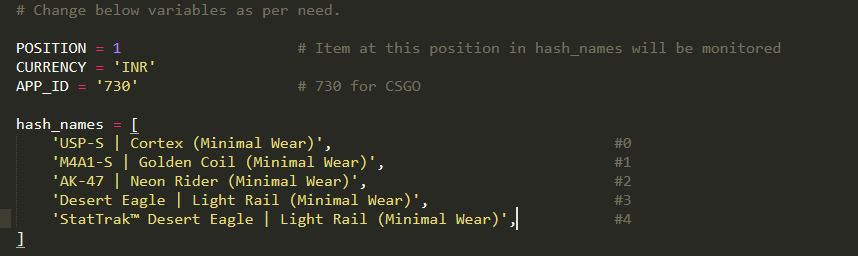 # Change below variables as per need.
POSITION = 1 # Item at this position in hash_names will be monitored
CURRENCY = 'INR'
APP_ID = '730' # 730 for CSGO
hash_names = [
'USP-S | Cortex (Minimal Wear)', #0
'M4A1-S | Golden Coil (Minimal Wear)', #1
'AK-47 | Neon Rider (Minimal Wear)', #2
'Desert Eagle | Light Rail (Minimal Wear)', #3
'StatTrak™ Desert Eagle | Light Rail (Minimal Wear)', #4
]